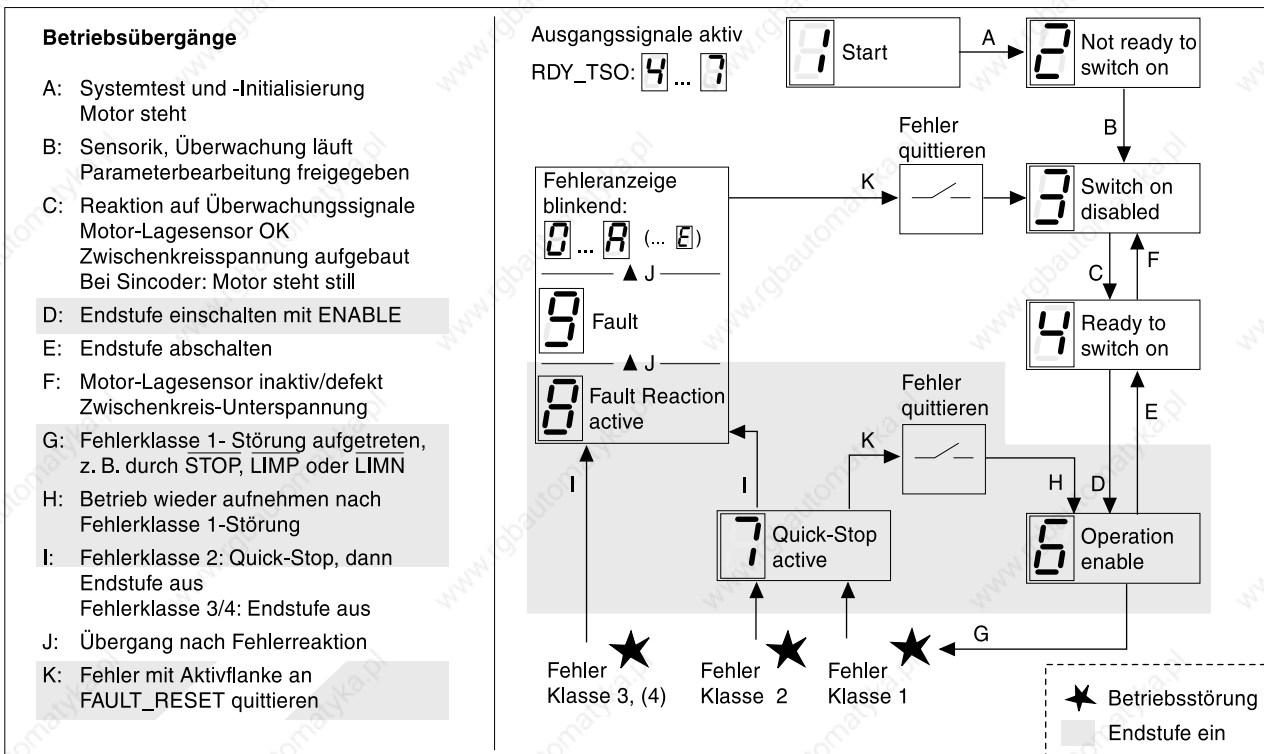 Betriebsübergänge
A: Systemtest und -Initialisierung
Motor steht
B: Sensorik, Überwachung läuft
Parameterbearbeitung freigegeben
C: Reaktion auf Überwachungssignale
Motor-Lagesensor OK
Zwischenkreisspannung aufgebaut
Bei Sincoder: Motor steht still
D: Endstufe einschalten mit ENABLE
E: Endstufe abschalten
F: Motor-Lagesensor inaktiv/defekt
Zwischenkreis-Unterspannung
G: Fehlerklasse 1- Störung aufgetreten,
z. B. durch STOP, LIMP oder LIMN
H: Betrieb wieder aufnehmen nach
Fehlerklasse 1-Störung
I: Fehlerklasse 2: Quick-Stop, dann
Endstufe aus
Fehlerklasse 3/4: Endstufe aus
J: Übergang nach Fehlerreaktion
K: Fehler mit Aktivflanke an
FAULT_RESET quittieren
Ausgangssignale aktiv
RDY_TSO: 4 ... 7
1 Start
A
2 Not ready to
switch on
B
Fehler
quittieren
K
3 Switch on
disabled
Fehleranzeige
blinkend:
0 ... A (... E)
J
9 Fault
J
8 Fault Reaction
active
C
F
4 Ready to
switch on
Fehler
quittieren
K
E
I
I
H
D
7 Quick-Stop
active
6 Operation
enable
G
Fehler
Klasse 3, (4)
Fehler
Klasse 2
Fehler
Klasse 1
Betriebsstörung
Endstufe ein
www.rgbautomatyka.pl